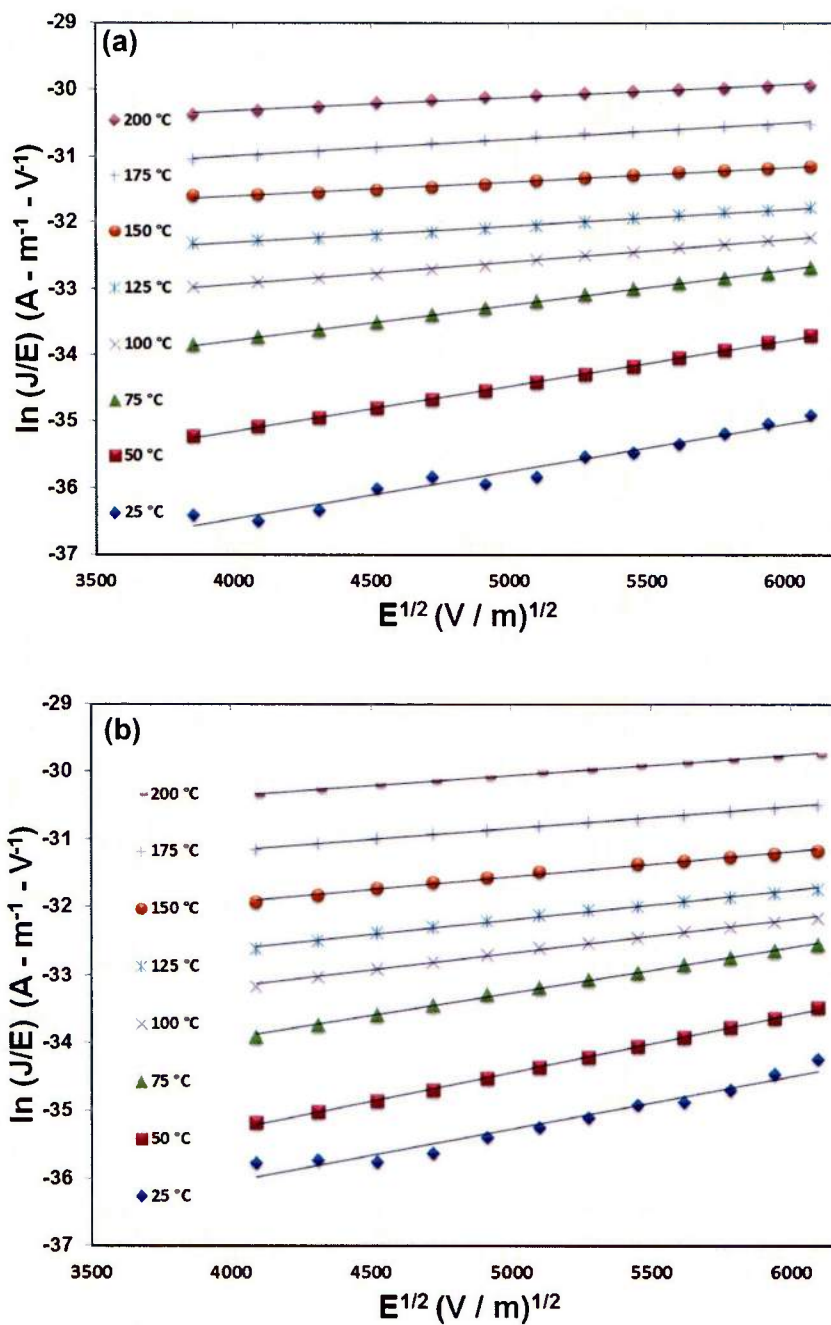 (a)
-29
-30
-31
-32
-33
-34
-35
-36
-37
ln (J/E) (A - m⁻¹ - V⁻¹)
200 °C
175 °C
150 °C
125 °C
100 °C
75 °C
50 °C
25 °C
3500 4000 4500 5000 5500 6000
E¹/² (V / m)¹/²
(b)
-29
-30
-31
-32
-33
-34
-35
-36
-37
ln (J/E) (A - m⁻¹ - V⁻¹)
200 °C
175 °C
150 °C
125 °C
100 °C
75 °C
50 °C
25 °C
3500 4000 4500 5000 5500 6000
E¹/² (V / m)¹/²